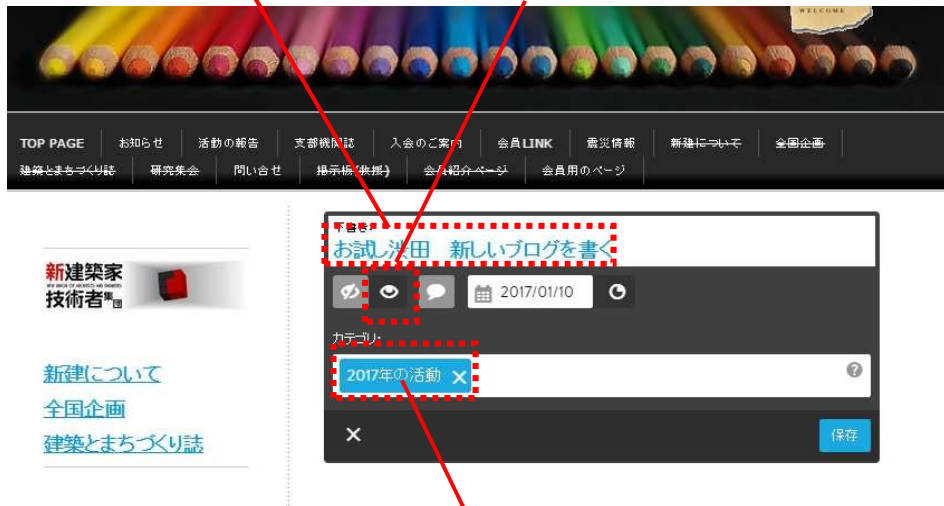 WELCOME
TOP PAGE お知らせ 活動の報告 支部機関誌 入会のご案内 会員LINK 震災情報 新建について 全国企画
建築とまちづくり誌 研究集会 問い合せ 掲示板(救援) 会員紹介ページ 会員用のページ
下書き:
お試し渋田 新しいブログを書く
新建築家
技術者集団
2017/01/10
カテゴリ:
2017年の活動
新建について
全国企画
建築とまちづくり誌
保存